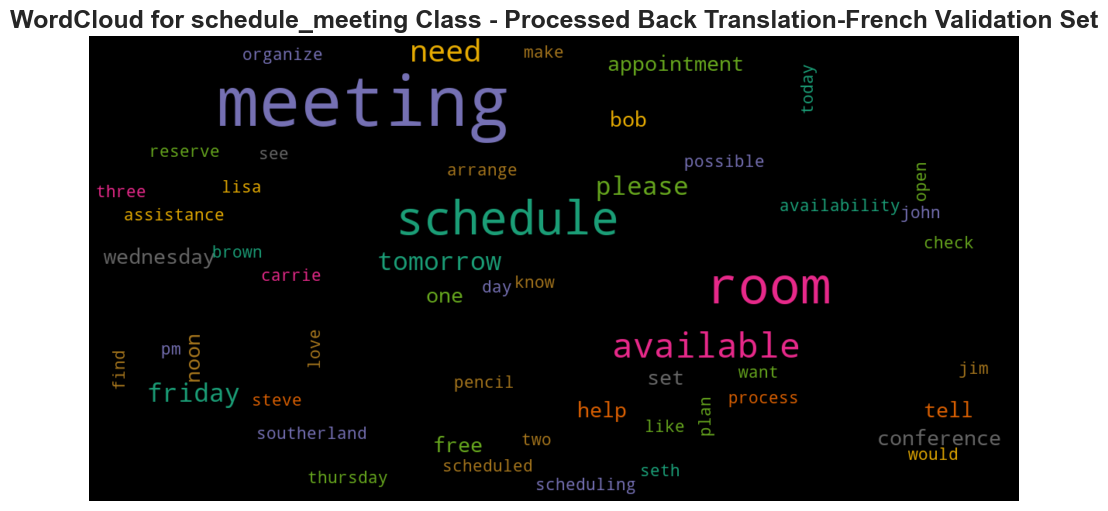 WordCloud for schedule_meeting Class - Processed Back Translation-French Validation Set
organize
need
make
appointment
today
meeting
bob
reserve
see
arrange
possible
open
three
lisa
please
assistance
schedule
availability
john
wednesday
brown
tomorrow
check
carrie
one
day
know
room
pm
noon
love
available
find
friday
steve
pencil
set
want
jim
process
help
like
plan
tell
southerland
free
two
conference
would
thursday
scheduled
scheduling
seth